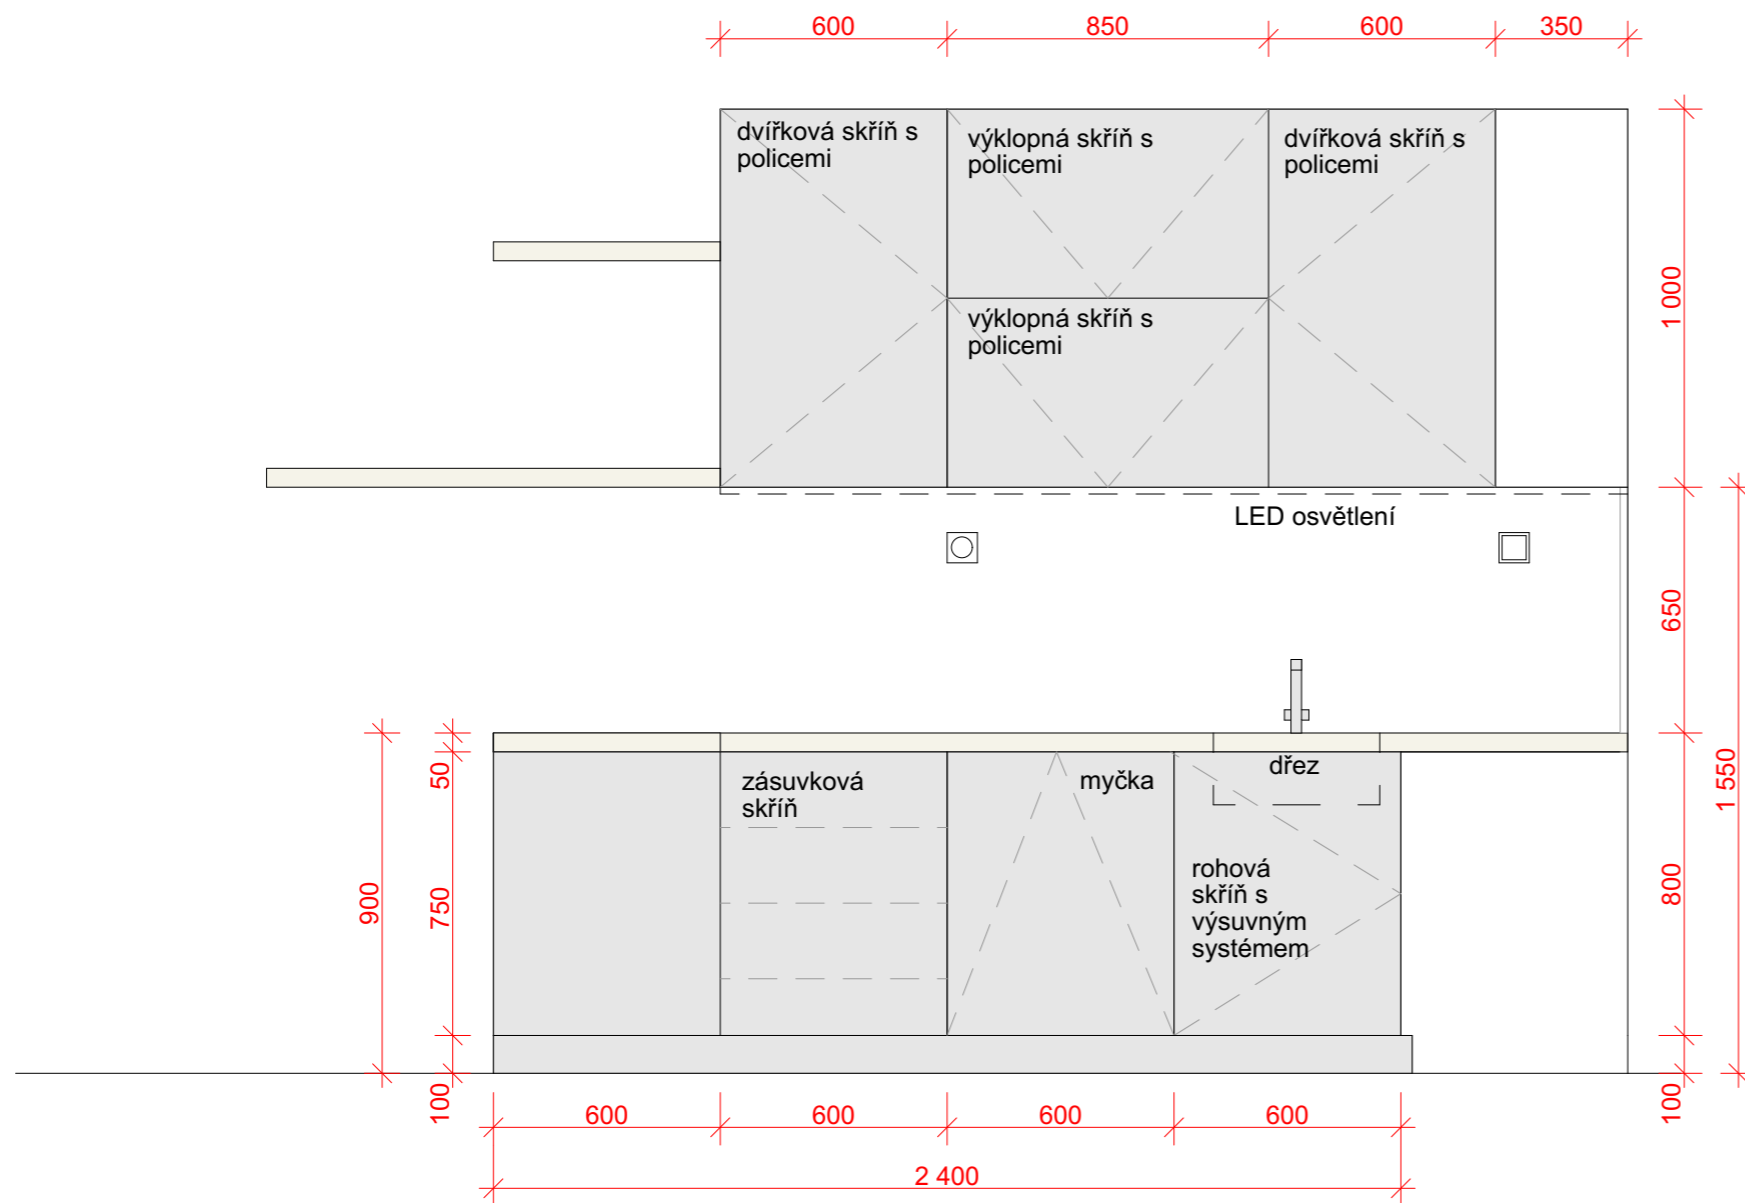 600 850 600 350
dvířková skříň s
policemi
výklopná skříň s
policemi
dvířková skříň s
policemi
1 000
výklopná skříň s
policemi
LED osvětlení
650
1 550
50
900
750
zásuvková
skříň
myčka
dřez
rohová
skříň s
výsuvným
systémem
800
100
100
600 600 600 600
2 400